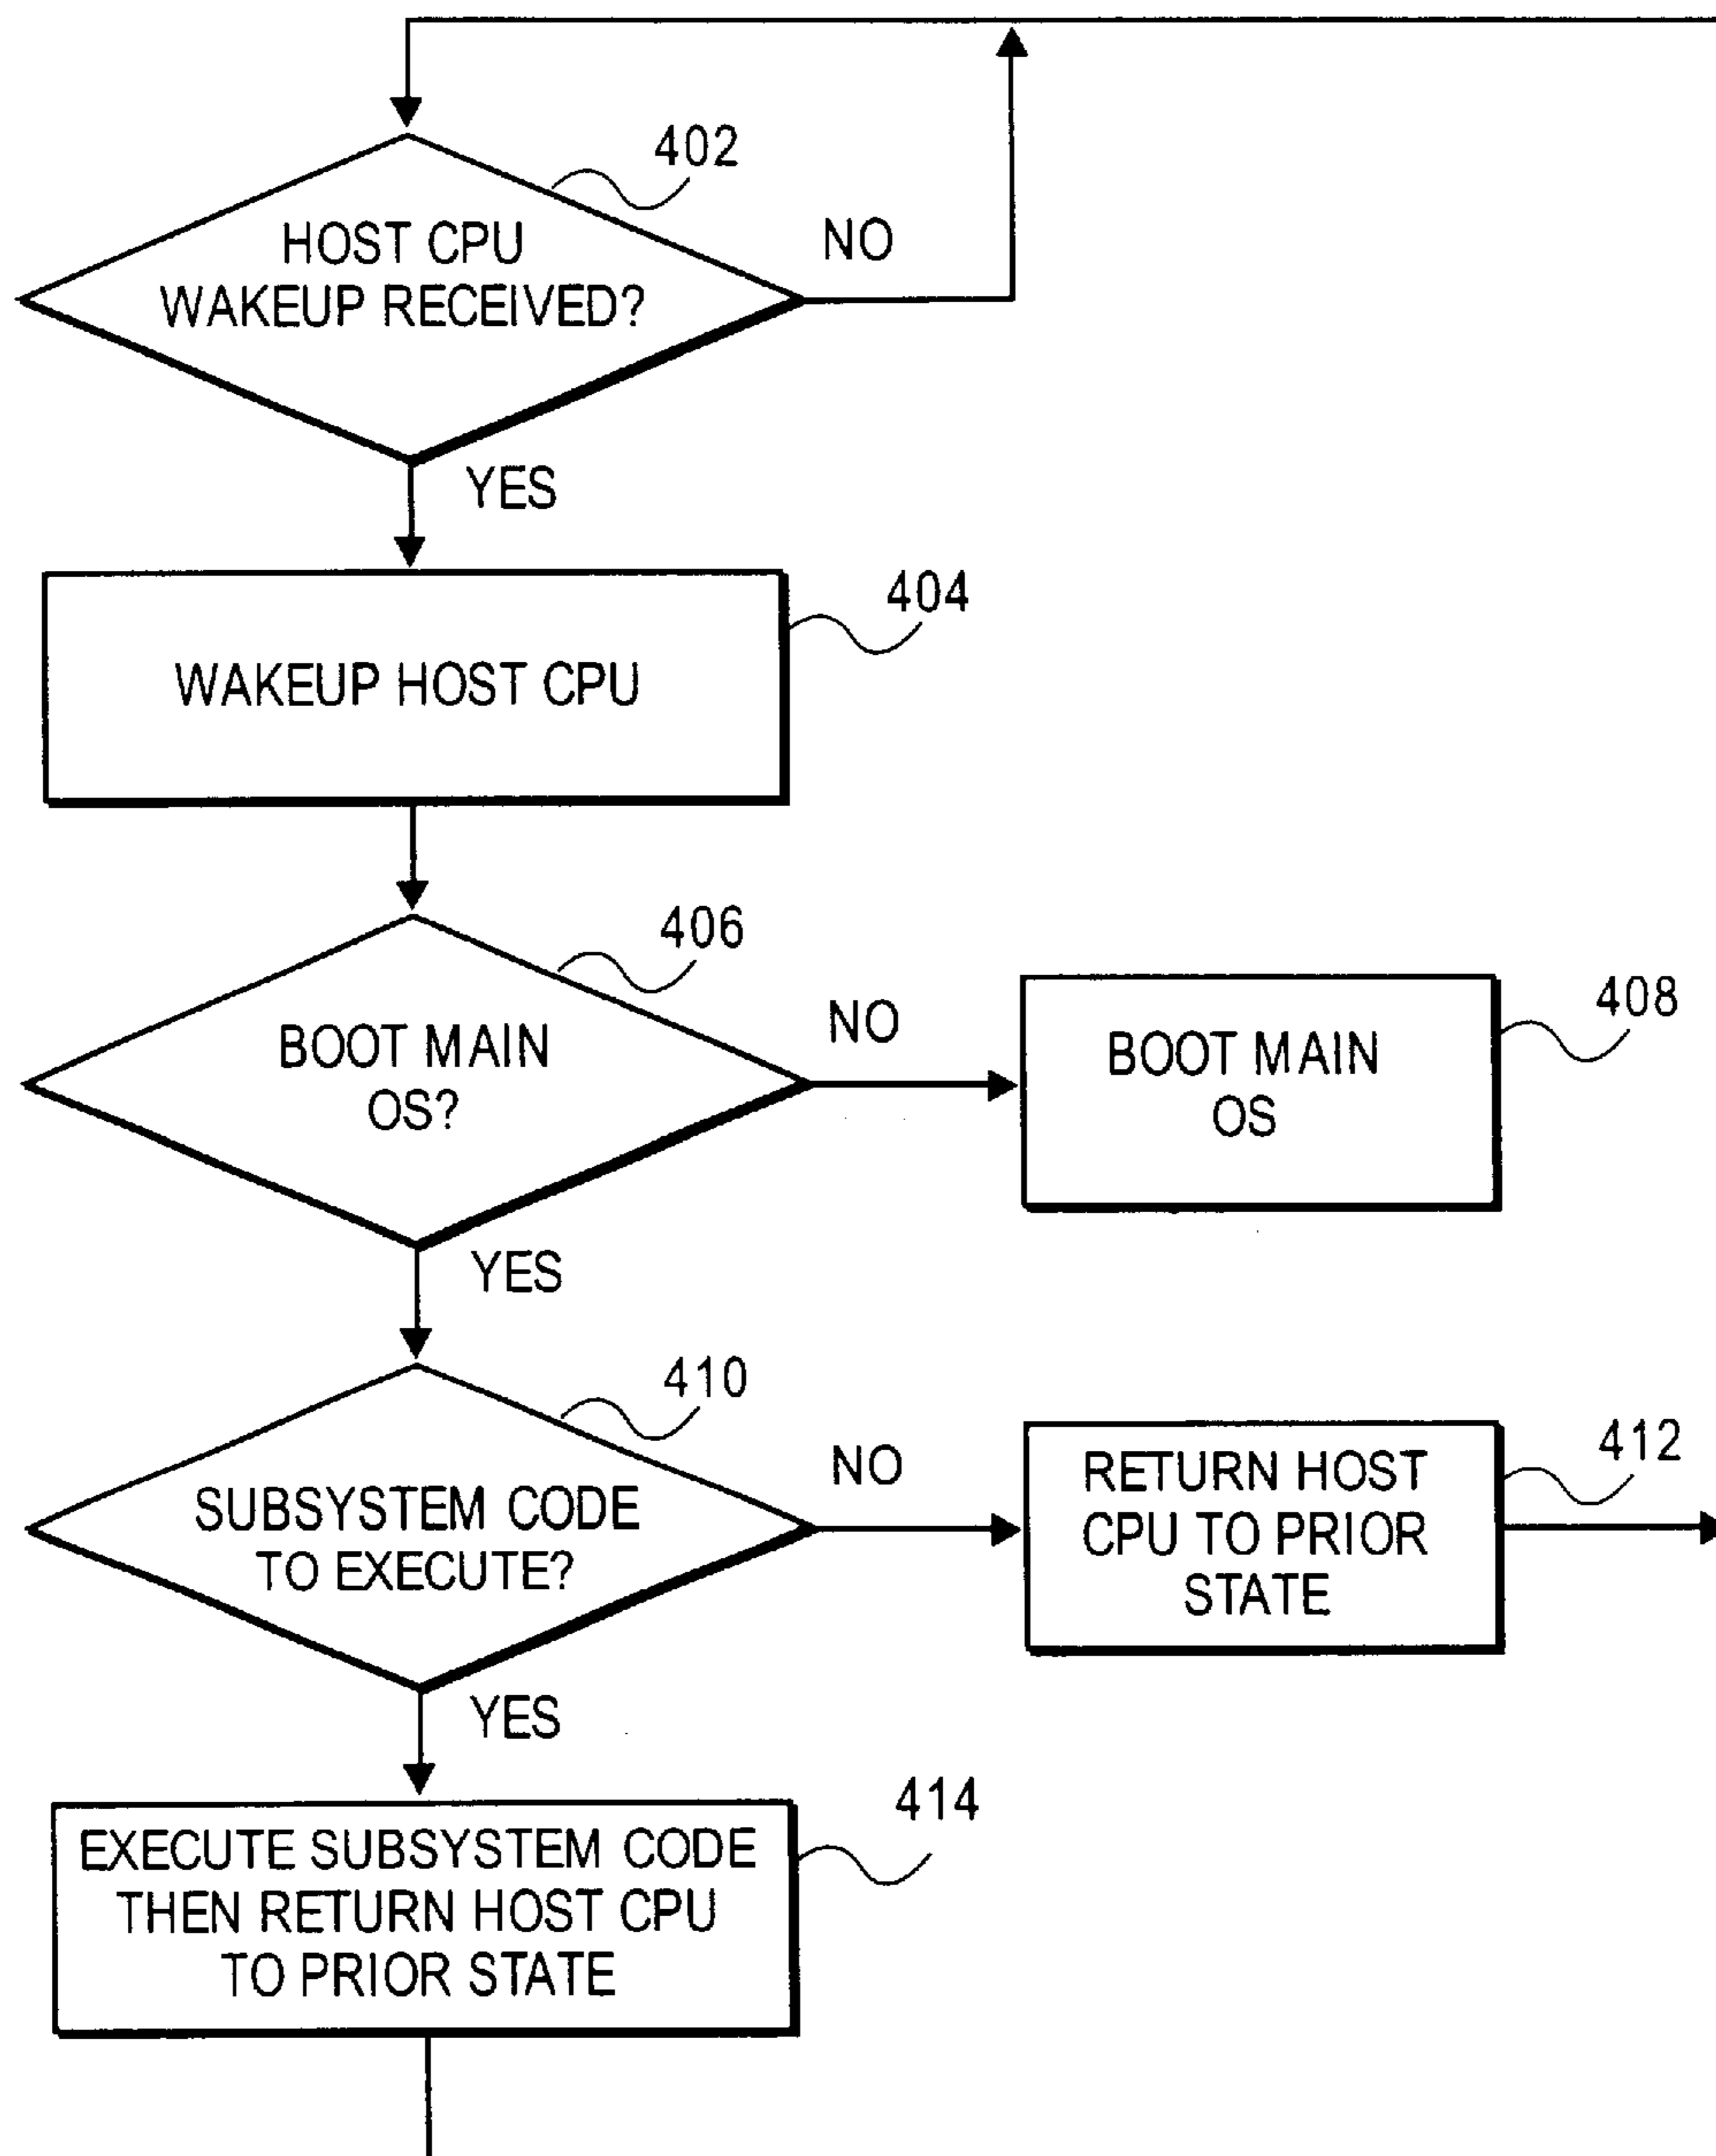 402
HOST CPU
WAKEUP RECEIVED?
NO
YES
404
WAKEUP HOST CPU
406
BOOT MAIN
OS?
NO
408
BOOT MAIN
OS
YES
410
SUBSYSTEM CODE
TO EXECUTE?
NO
412
RETURN HOST
CPU TO PRIOR
STATE
YES
414
EXECUTE SUBSYSTEM CODE
THEN RETURN HOST CPU
TO PRIOR STATE